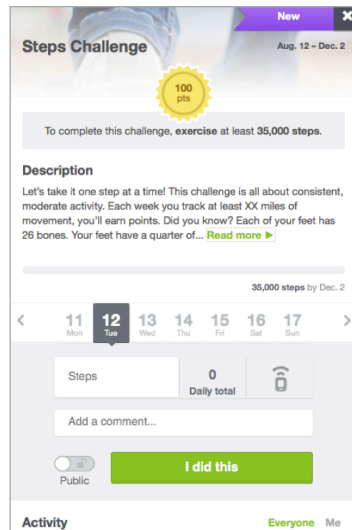 New
Steps Challenge
Aug. 12 – Dec. 2
100
pts
To complete this challenge, exercise at least 35,000 steps.
Description
Let's take it one step at a time! This challenge is all about consistent,
moderate activity. Each week you track at least XX miles of
movement, you'll earn points. Did you know? Each of your feet has
26 bones. Your feet have a quarter of... Read more ▶
35,000 steps by Dec. 2
11 12 13 14 15 16 17
Mon Tue Wed Thu Fri Sat Sun
Steps
0
Daily total
Add a comment...
Public
I did this
Activity
Everyone Me